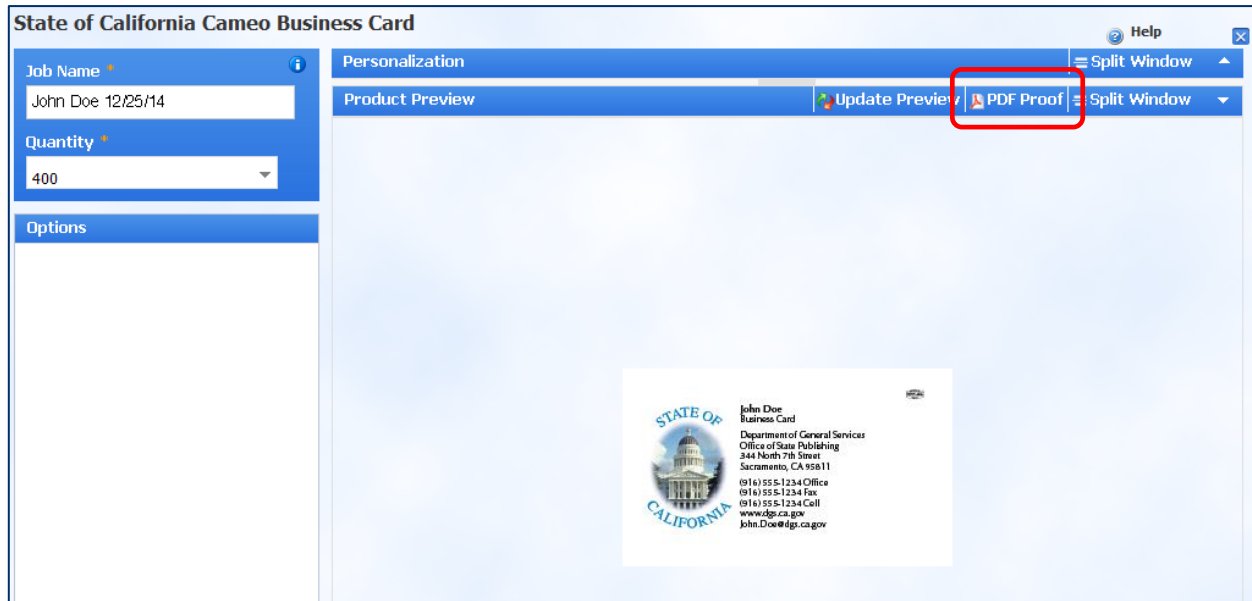 State of California Cameo Business Card
Help
Job Name *
John Doe 12/25/14
Quantity *
400
Options
Personalization
Split Window
Product Preview
Update Preview
PDF Proof
Split Window
STATE OF
CALIFORNIA
John Doe
Business Card
Department of General Services
Office of State Publishing
344 North 7th Street
Sacramento, CA 95811
(916) 555-1234 Office
(916) 555-1234 Fax
(916) 555-1234 Cell
www.dgs.ca.gov
John.Doe@dgs.ca.gov